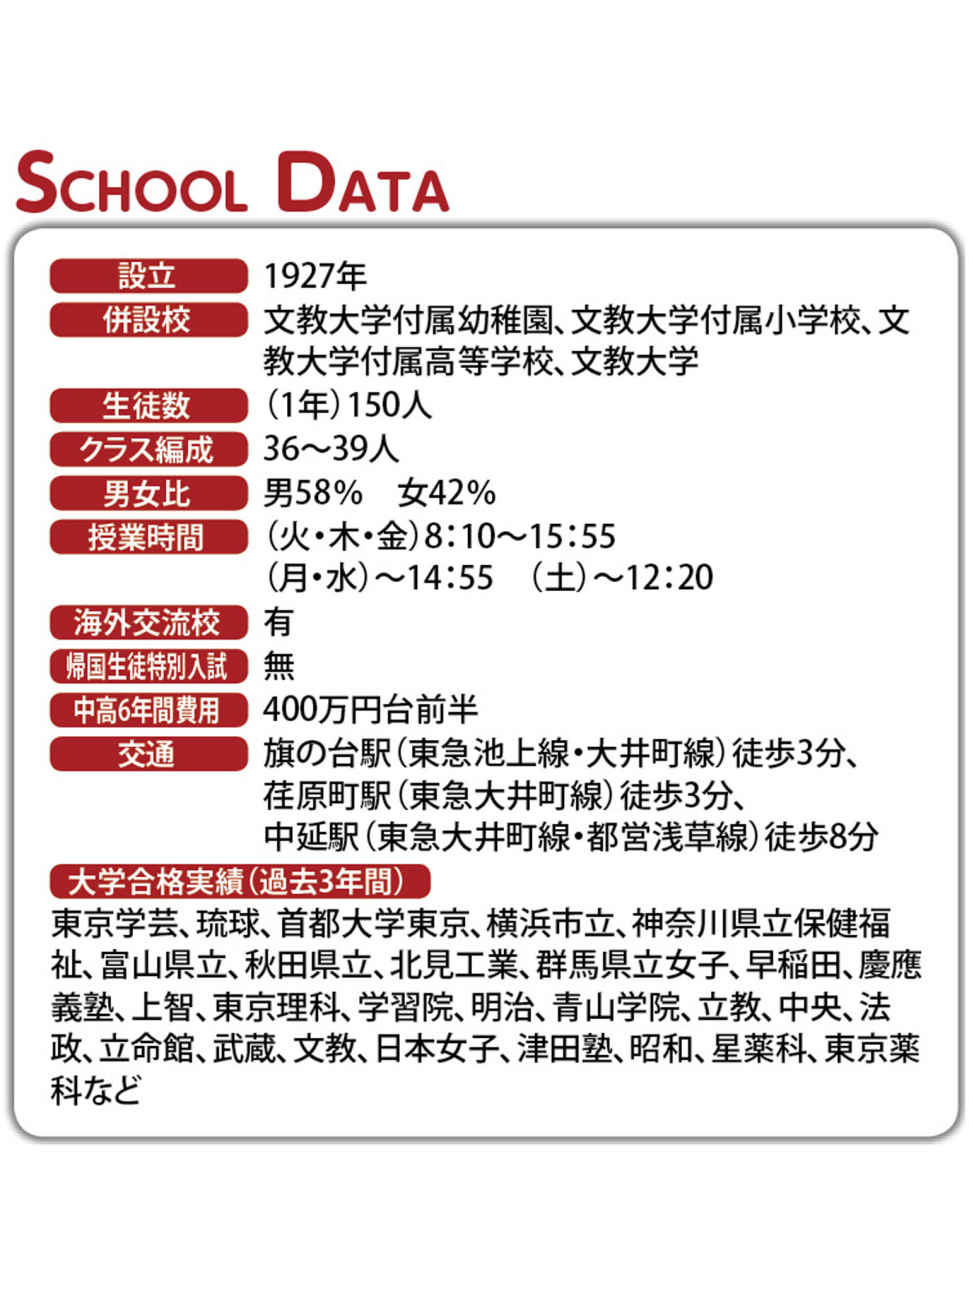 SCHOOL DATA
設立 1927年
併設校 文教大学付属幼稚園、文教大学付属小学校、文
教大学付属高等学校、文教大学
生徒数 （1年）150人
クラス編成 36～39人
男女比 男58%　女42%
授業時間 （火・木・金）8：10～15：55
（月・水）～14：55　（土）～12：20
海外交流校 有
帰国生徒特別入試 無
中高6年間費用 400万円台前半
交通 旗の台駅（東急池上線・大井町線）徒歩3分、
荏原町駅（東急大井町線）徒歩3分、
中延駅（東急大井町線・都営浅草線）徒歩8分
大学合格実績（過去3年間）
東京学芸、琉球、首都大学東京、横浜市立、神奈川県立保健福
祉、富山県立、秋田県立、北見工業、群馬県立女子、早稲田、慶應
義塾、上智、東京理科、学習院、明治、青山学院、立教、中央、法
政、立命館、武蔵、文教、日本女子、津田塾、昭和、星薬科、東京薬
科など